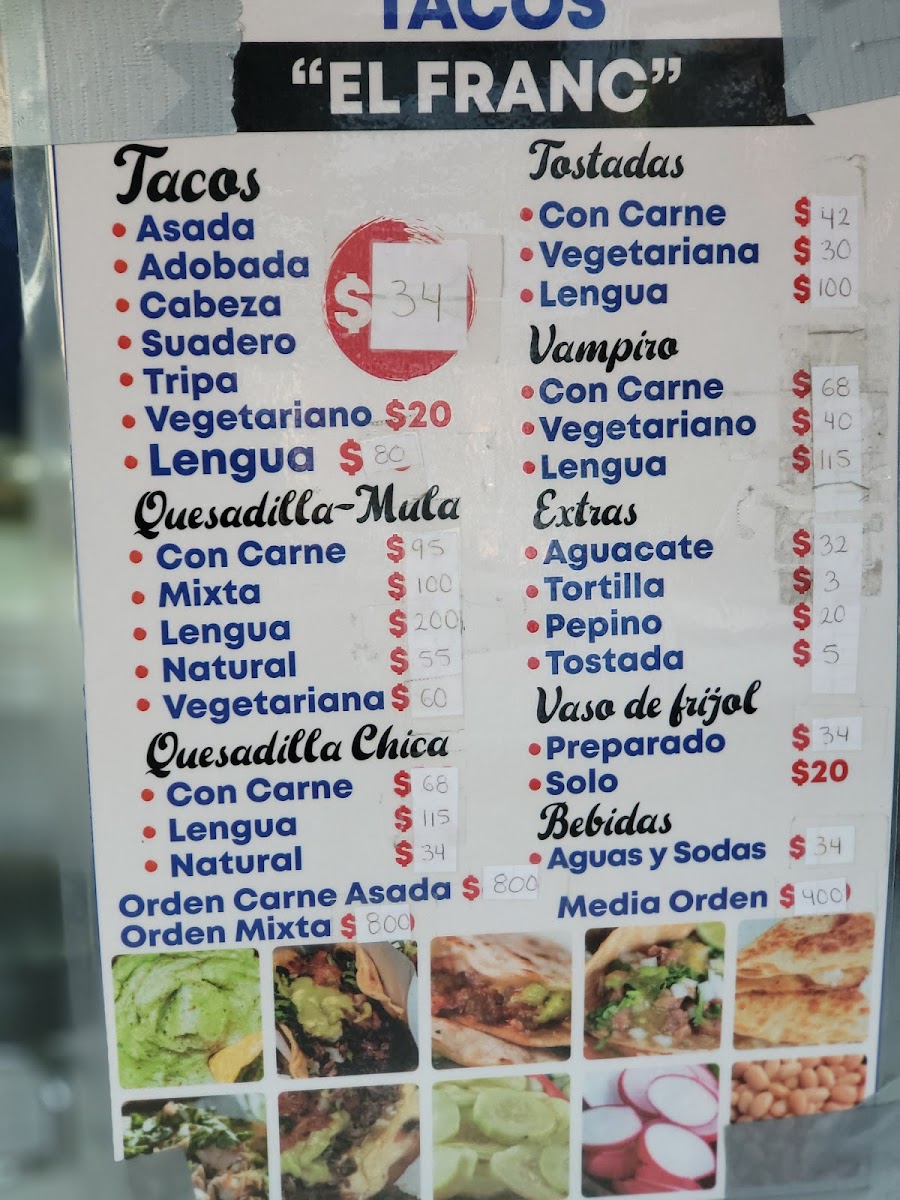 TACOS
“EL FRANC”
Tacos
• Asada
• Adobada
• Cabeza
• Suadero
• Tripa
$ 34
• Vegetariano $20
• Lengua $ 80
Quesadilla-Mula
• Con Carne $ 95
• Mixta $ 100
• Lengua $ 200
• Natural $ 55
• Vegetariana $ 60
Quesadilla Chica
• Con Carne $ 68
• Lengua $ 115
• Natural $ 34
Orden Carne Asada $ 800
Orden Mixta $ 800
Tostadas
• Con Carne $ 42
• Vegetariana $ 30
• Lengua $ 100
Vampiro
• Con Carne $ 68
• Vegetariano $ 40
• Lengua $ 115
Extras
• Aguacate $ 32
• Tortilla $ 3
• Pepino $ 20
• Tostada $ 5
Vaso de frijol
• Preparado $ 34
• Solo $20
Bebidas
• Aguas y Sodas $ 34
Media Orden $ 400